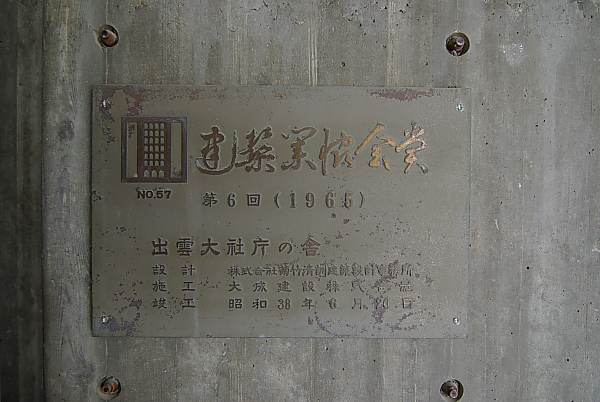 建築業協会賞
NO.57
第6回(1965)
出雲大社庁の舎
設計 株式会社菊竹清訓建築設計事務所
施工 大成建設株式会社
竣工 昭和38年6月10日